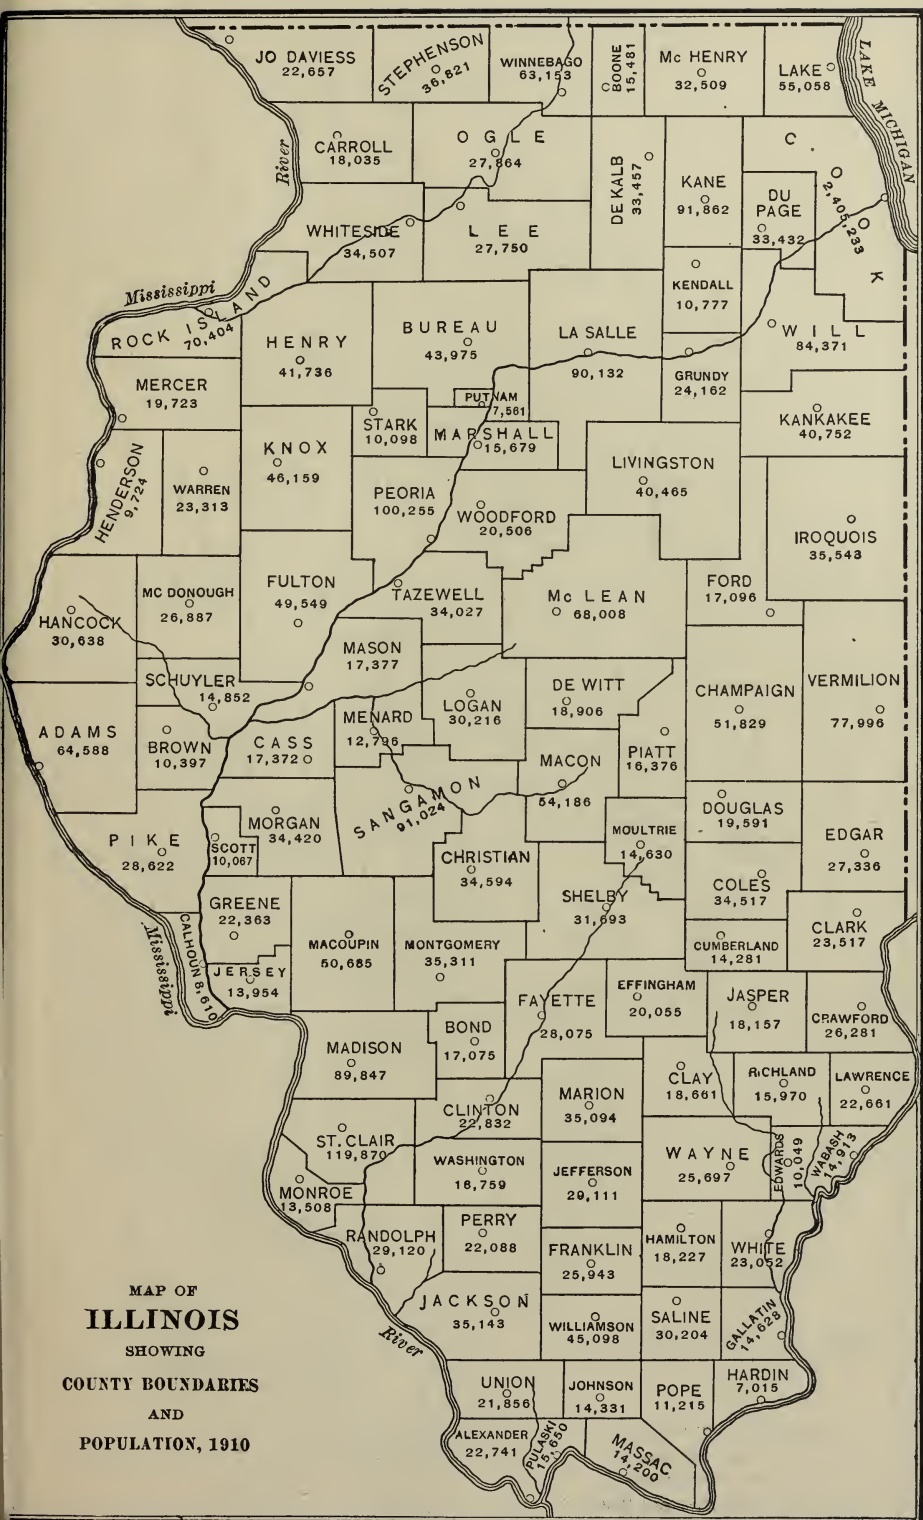 JO DAVIESS
22,657
STEPHENSON
36,821
WINNEBAGO
63,153
BOONE
15,481
Mc HENRY
32,509
LAKE
55,058
LAKE MICHIGAN
CARROLL
18,035
OGLE
27,864
DE KALB
33,457
KANE
91,862
DU
PAGE
33,432
COOK
2,405,233
River
WHITESIDE
34,507
LEE
27,750
KENDALL
10,777
Mississippi
ROCK ISLAND
70,404
HENRY
41,736
BUREAU
43,975
LA SALLE
90,132
WILL
84,371
GRUNDY
24,162
MERCER
19,723
STARK
10,098
PUTNAM
7,561
MARSHALL
15,679
KANKAKEE
40,752
HENDERSON
9,724
WARREN
23,313
KNOX
46,159
PEORIA
100,255
WOODFORD
20,506
LIVINGSTON
40,465
IROQUOIS
35,543
HANCOCK
30,638
MC DONOUGH
26,887
FULTON
49,549
TAZEWELL
34,027
Mc LEAN
68,008
FORD
17,096
MASON
17,377
SCHUYLER
14,852
LOGAN
30,216
DE WITT
18,906
CHAMPAIGN
51,829
VERMILION
77,996
ADAMS
64,588
BROWN
10,397
CASS
17,372
MENARD
12,796
MACON
54,186
PIATT
16,376
SANGAMON
91,024
DOUGLAS
19,591
EDGAR
27,336
PIKE
28,622
SCOTT
10,067
MORGAN
34,420
CHRISTIAN
34,594
MOULTRIE
14,630
COLES
34,517
SHELBY
31,693
GREENE
22,363
CLARK
23,517
Mississippi
CALHOUN 8,610
JERSEY
13,954
MACOUPIN
50,685
MONTGOMERY
35,311
CUMBERLAND
14,281
FAYETTE
28,075
EFFINGHAM
20,055
JASPER
18,157
CRAWFORD
26,281
BOND
17,075
MADISON
89,847
CLAY
18,661
RICHLAND
15,970
LAWRENCE
22,661
CLINTON
22,832
MARION
35,094
ST. CLAIR
119,870
WASHINGTON
18,759
JEFFERSON
29,111
WAYNE
25,697
EDWARDS
10,049
WABASH
14,913
MONROE
13,508
RANDOLPH
29,120
PERRY
22,088
FRANKLIN
25,943
HAMILTON
18,227
WHITE
23,052
JACKSON
35,143
WILLIAMSON
45,098
SALINE
30,204
GALLATIN
14,628
River
UNION
21,856
JOHNSON
14,331
POPE
11,215
HARDIN
7,015
ALEXANDER
22,741
PULASKI
15,650
MASSAC
14,200
MAP OF
ILLINOIS
SHOWING
COUNTY BOUNDARIES
AND
POPULATION, 1910